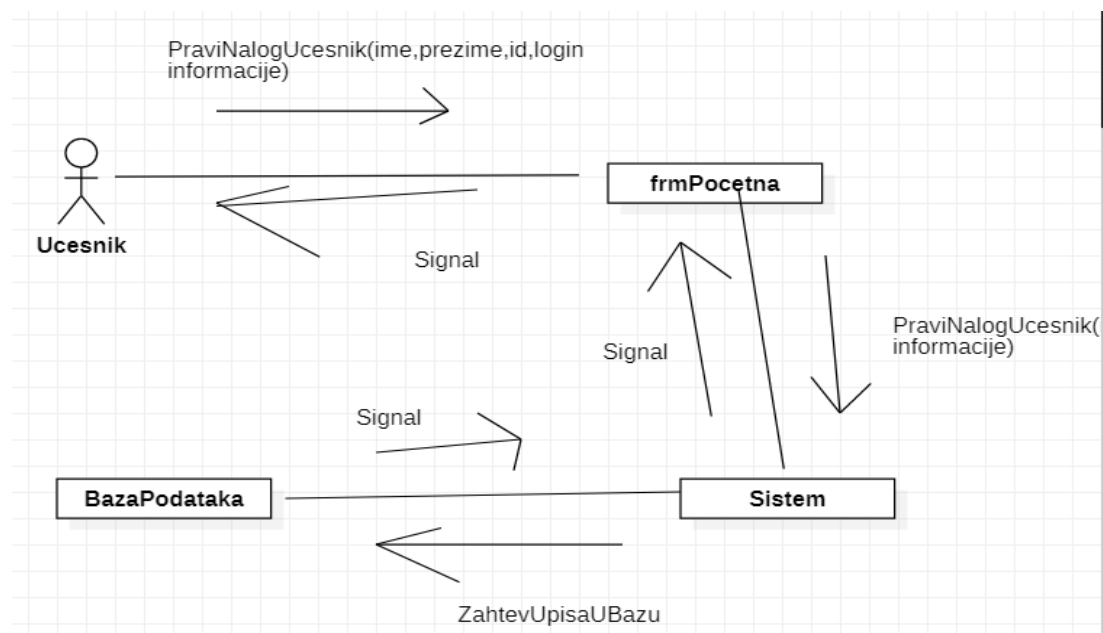 PraviNalogUcesnik(ime,prezime,id,login
informacije)
frmPocetna
Ucesnik
Signal
PraviNalogUcesnik(
informacije)
Signal
Signal
BazaPodataka
Sistem
ZahtevUpisaUBazu